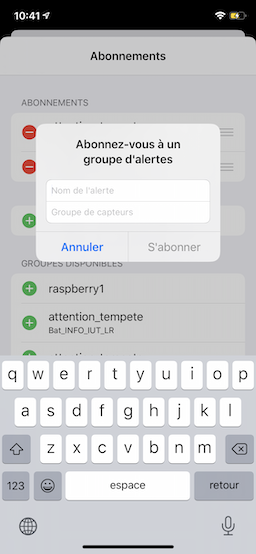 10:41
Abonnements
ABONNEMENTS
Abonnez-vous à un
groupe d'alertes
Nom de l'alerte
Groupe de capteurs
Annuler
S'abonner
GROUPES DISPONIBLES
raspberry1
attention_tempete
Bat_INFO_IUT_LR
q w e r t y u i o p
a s d f g h j k l
z x c v b n m
123 espace retour